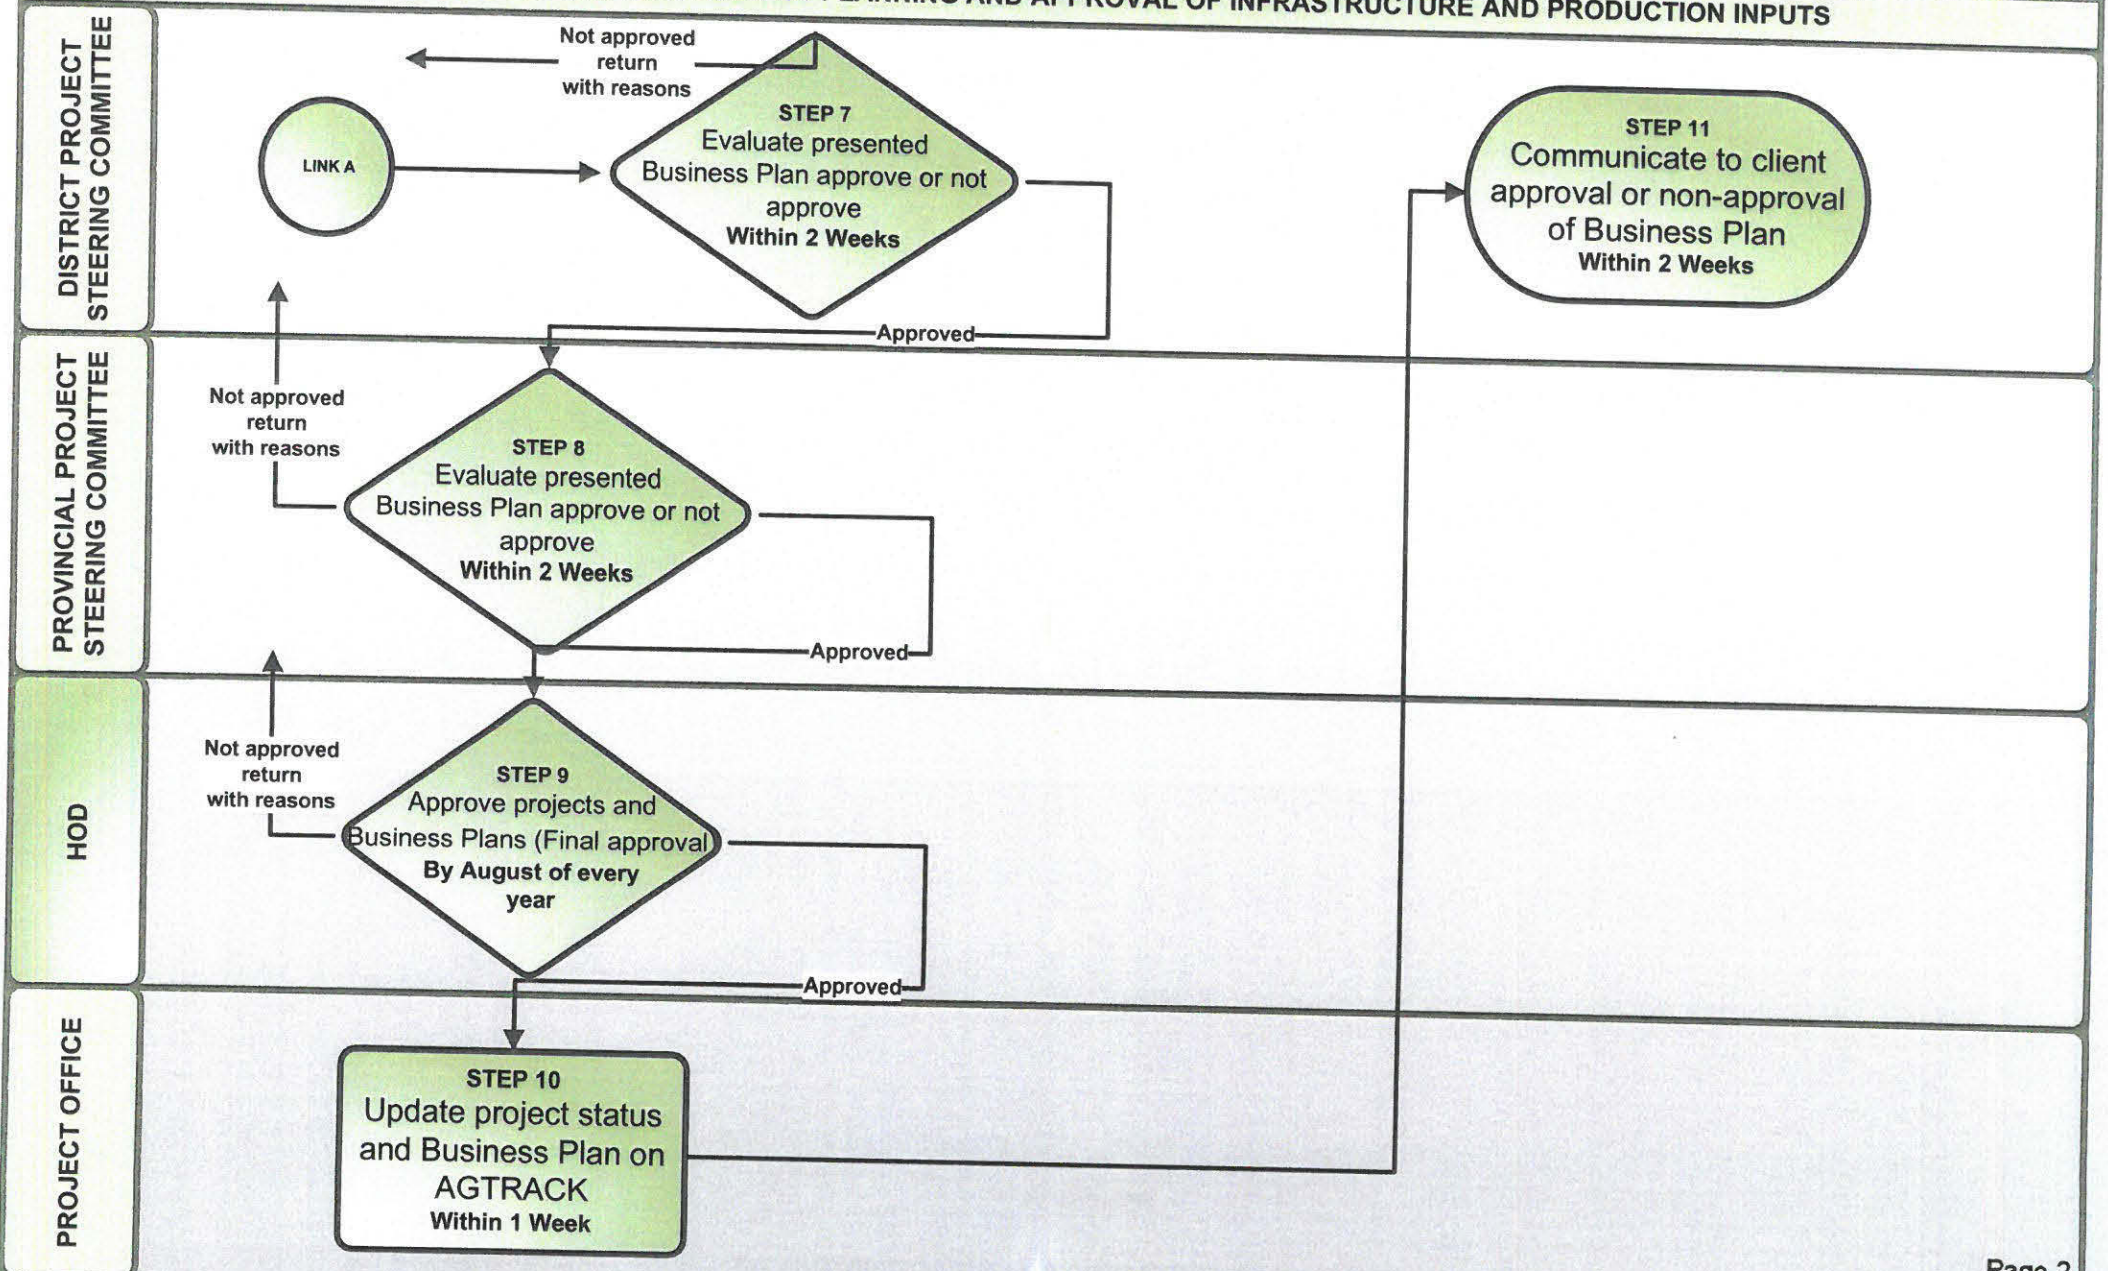 AND APPROVAL OF INFRASTRUCTURE AND PRODUCTION INPUTS
DISTRICT PROJECT
STEERING COMMITTEE
Not approved
return
with reasons
LINK A
STEP 7
Evaluate presented
Business Plan approve or not
approve
Within 2 Weeks
STEP 11
Communicate to client
approval or non-approval
of Business Plan
Within 2 Weeks
Approved
PROVINCIAL PROJECT
STEERING COMMITTEE
Not approved
return
with reasons
STEP 8
Evaluate presented
Business Plan approve or not
approve
Within 2 Weeks
Approved
HOD
Not approved
return
with reasons
STEP 9
Approve projects and
Business Plans (Final approval
By August of every
year
Approved
PROJECT OFFICE
STEP 10
Update project status
and Business Plan on
AGTRACK
Within 1 Week
Page 2